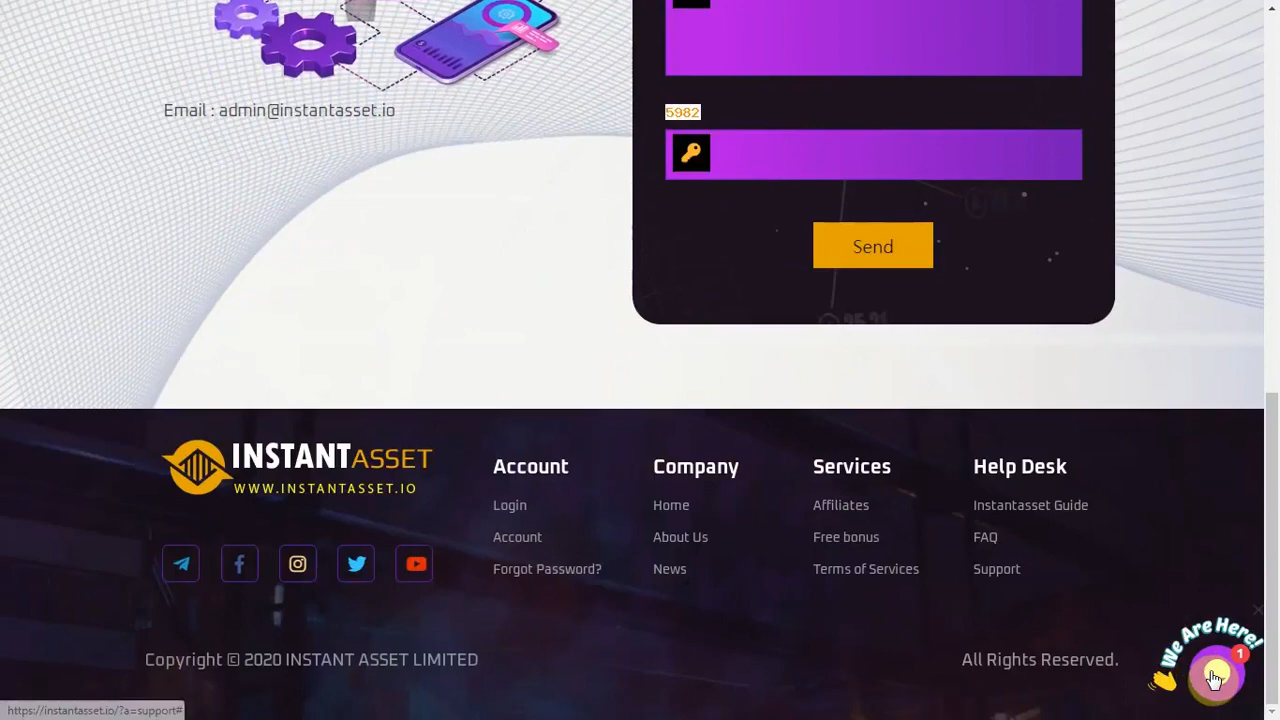 Email : admin@instantasset.io
5982
Send
INSTANTASSET
WWW.INSTANTASSET.IO
Account
Login
Account
Forgot Password?
Company
Home
About Us
News
Services
Affiliates
Free bonus
Terms of Services
Help Desk
Instantasset Guide
FAQ
Support
We Are Here!
1
Copyright © 2020 INSTANT ASSET LIMITED
All Rights Reserved.
https://instantasset.io/?a=support#